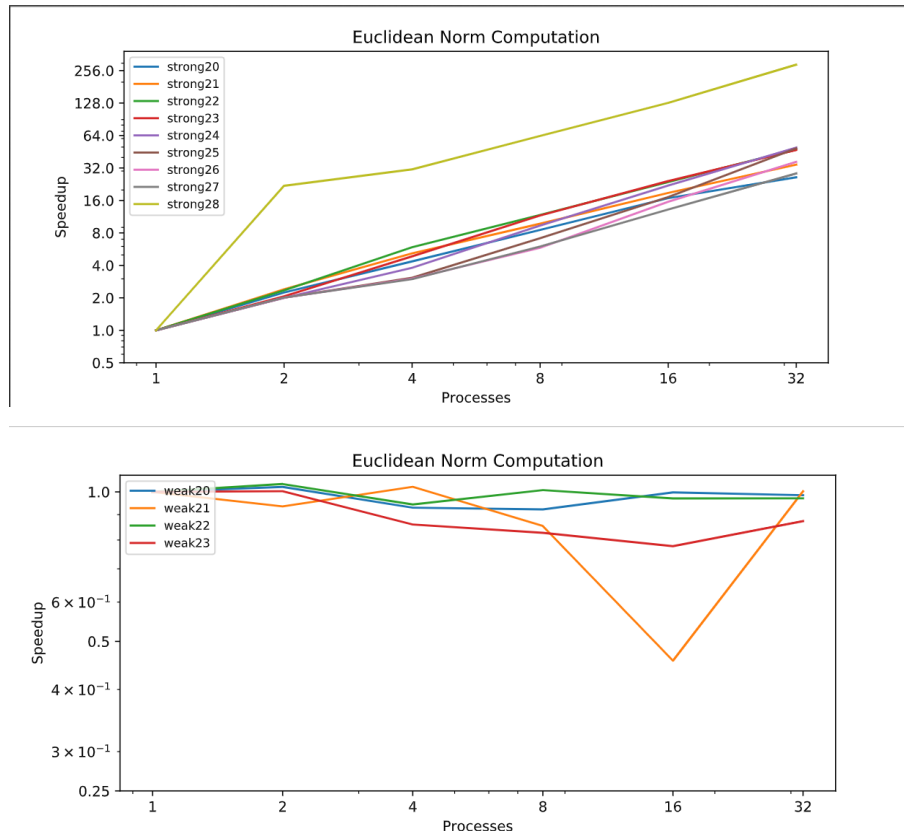 Euclidean Norm Computation
256.0
128.0
64.0
32.0
16.0
8.0
4.0
2.0
1.0
0.5
Speedup
strong20
strong21
strong22
strong23
strong24
strong25
strong26
strong27
strong28
1 2 4 8 16 32
Processes
Euclidean Norm Computation
1.0
6 × 10⁻¹
0.5
4 × 10⁻¹
3 × 10⁻¹
0.25
Speedup
weak20
weak21
weak22
weak23
1 2 4 8 16 32
Processes